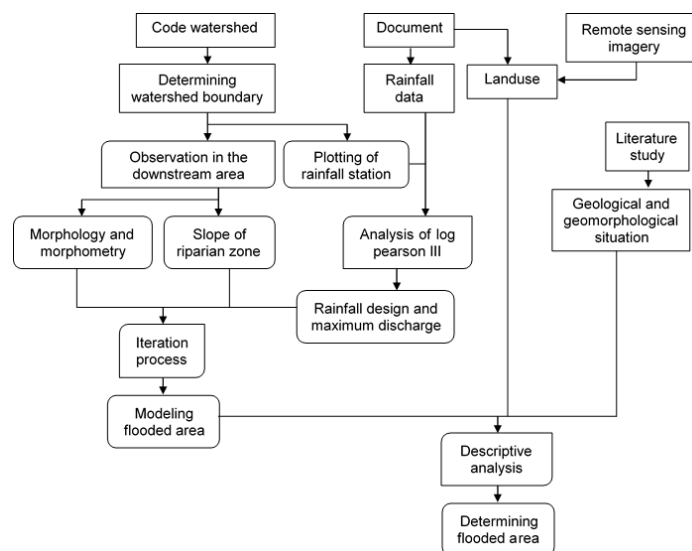 Code watershed
Document
Remote sensing
imagery
Determining
watershed boundary
Rainfall
data
Landuse
Observation in the
downstream area
Plotting of
rainfall station
Literature
study
Morphology and
morphometry
Slope of
riparian zone
Analysis of log
pearson III
Geological and
geomorphological
situation
Rainfall design and
maximum discharge
Iteration
process
Modeling
flooded area
Descriptive
analysis
Determining
flooded area